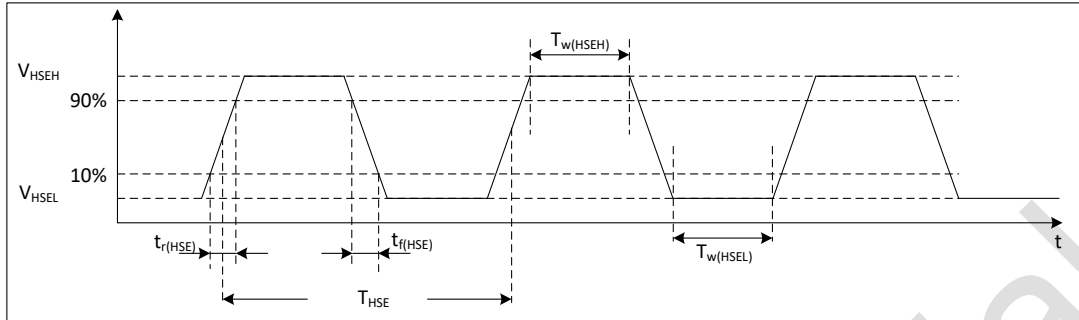 T_w(HSEH)
V_HSEH
90%
10%
V_HSEL
t_r(HSE)
t_f(HSE)
T_w(HSEL)
t
T_HSE